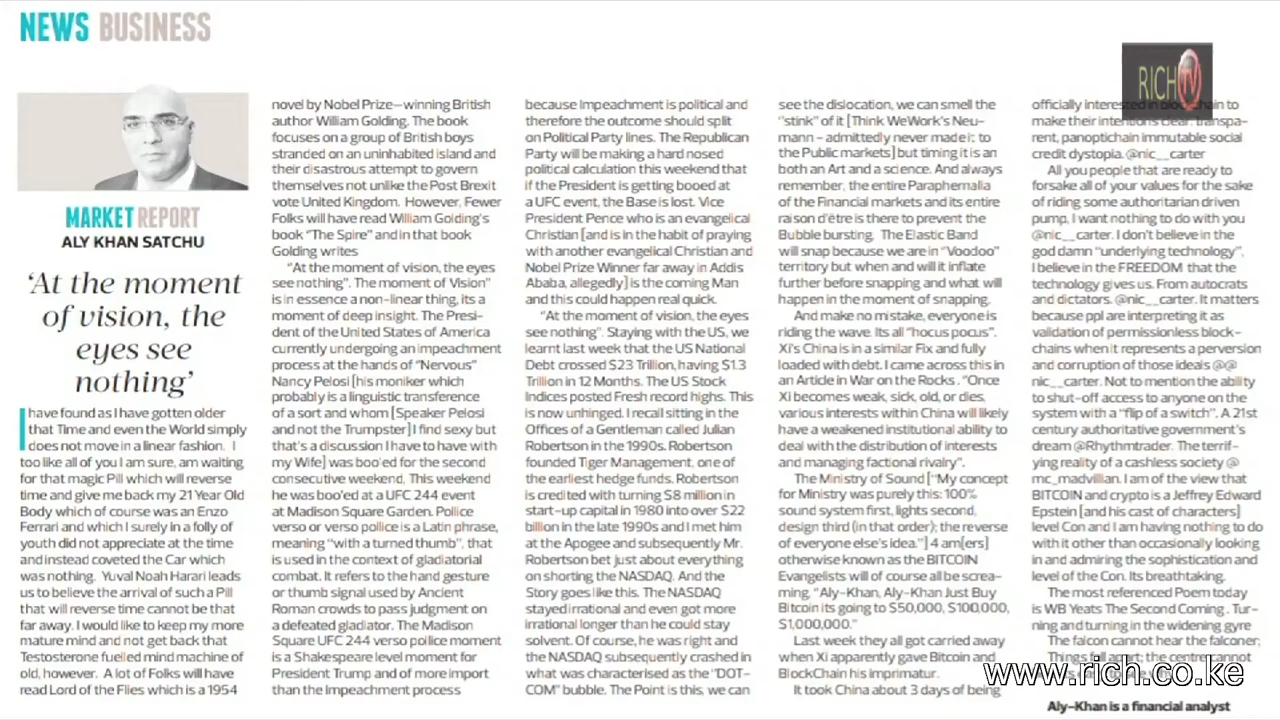 NEWS BUSINESS
RICH TV
MARKET REPORT
ALY KHAN SATCHU
‘At the moment
of vision, the
eyes see
nothing’
I have found as I have gotten older
that Time and even the World simply
does not move in a linear fashion. I
too like all of you I am sure, am waiting
for that magic Pill which will reverse
time and give me back my 21 Year Old
Body which of course was an Enzo
Ferrari and which I surely in a folly of
youth did not appreciate at the time
and instead coveted the Car which
was nothing. Yuval Noah Harari leads
us to believe the arrival of such a Pill
that will reverse time cannot be that
far away. I would like to keep my more
mature mind and not get back that
Testosterone fuelled mind machine of
old, however. A lot of Folks will have
read Lord of the Flies which is a 1954
novel by Nobel Prize–winning British
author William Golding. The book
focuses on a group of British boys
stranded on an uninhabited island and
their disastrous attempt to govern
themselves not unlike the Post Brexit
vote United Kingdom. However, Fewer
Folks will have read William Golding's
book "The Spire" and in that book
Golding writes
"At the moment of vision, the eyes
see nothing". The moment of Vision"
is in essence a non-linear thing, its a
moment of deep insight. The Presi-
dent of the United States of America
currently undergoing an impeachment
process at the hands of "Nervous"
Nancy Pelosi [his moniker which
probably is a linguistic transference
of a sort and whom [Speaker Pelosi
and not the Trumpster] I find sexy but
that's a discussion I have to have with
my Wife] was boo'ed for the second
consecutive weekend. This weekend
he was boo'ed at a UFC 244 event
at Madison Square Garden. Pollice
verso or verso pollice is a Latin phrase,
meaning "with a turned thumb", that
is used in the context of gladiatorial
combat. It refers to the hand gesture
or thumb signal used by Ancient
Roman crowds to pass judgment on
a defeated gladiator. The Madison
Square UFC 244 verso pollice moment
is a Shakespeare level moment for
President Trump and of more import
than the Impeachment process
because Impeachment is political and
therefore the outcome should split
on Political Party lines. The Republican
Party will be making a hard nosed
political calculation this weekend that
if the President is getting booed at
a UFC event, the Base is lost. Vice
President Pence who is an evangelical
Christian [and is in the habit of praying
with another evangelical Christian and
Nobel Prize Winner far away in Addis
Ababa, allegedly] is the coming Man
and this could happen real quick.
"At the moment of vision, the eyes
see nothing". Staying with the US, we
learnt last week that the US National
Debt crossed $23 Trillion, having $1.3
Trillion in 12 Months. The US Stock
Indices posted Fresh record highs. This
is now unhinged. I recall sitting in the
Offices of a Gentleman called Julian
Robertson in the 1990s. Robertson
founded Tiger Management, one of
the earliest hedge funds. Robertson
is credited with turning $8 million in
start-up capital in 1980 into over $22
billion in the late 1990s and I met him
at the Apogee and subsequently Mr.
Robertson bet just about everything
on shorting the NASDAQ. And the
Story goes like this. The NASDAQ
stayed irrational and even got more
irrational longer than he could stay
solvent. Of course, he was right and
the NASDAQ subsequently crashed in
what was characterised as the "DOT-
COM" bubble. The Point is this, we can
see the dislocation, we can smell the
"stink" of it [Think WeWork's Neu-
mann – admittedly never made it to
the Public markets] but timing it is an
both an Art and a science. And always
remember, the entire Paraphernalia
of the Financial markets and its entire
raison d'être is there to prevent the
Bubble bursting. The Elastic Band
will snap because we are in "Voodoo"
territory but when and will it inflate
further before snapping and what will
happen in the moment of snapping.
And make no mistake, everyone is
riding the wave. Its all "hocus pocus".
Xi's China is in a similar Fix and fully
loaded with debt. I came across this in
an Article in War on the Rocks . "Once
Xi becomes weak, sick, old, or dies,
various interests within China will likely
have a weakened institutional ability to
deal with the distribution of interests
and managing factional rivalry".
The Ministry of Sound ["My concept
for Ministry was purely this: 100%
sound system first, lights second,
design third (in that order); the reverse
of everyone else's idea."] 4 am[ers]
otherwise known as the BITCOIN
Evangelists will of course all be screa-
ming, "Aly-Khan, Aly-Khan Just Buy
Bitcoin its going to $50,000, $100,000,
$1,000,000."
Last week they all got carried away
when Xi apparently gave Bitcoin and
BlockChain his imprimatur.
It took China about 3 days of being
officially interested in blockchain to
make their intentions clear: transpa-
rent, panoptichain immutable social
credit dystopia. @nic__carter
All you people that are ready to
forsake all of your values for the sake
of riding some authoritarian driven
pump, I want nothing to do with you
@nic__carter. I don't believe in the
god damn "underlying technology",
I believe in the FREEDOM that the
technology gives us. From autocrats
and dictators. @nic__carter. It matters
because ppl are interpreting it as
validation of permissionless block-
chains when it represents a perversion
and corruption of those ideals @@
nic__carter. Not to mention the ability
to shut-off access to anyone on the
system with a "flip of a switch". A 21st
century authoritative government's
dream @Rhythmtrader. The terrif-
ying reality of a cashless society @
mc_madvillian. I am of the view that
BITCOIN and crypto is a Jeffrey Edward
Epstein [and his cast of characters]
level Con and I am having nothing to do
with it other than occasionally looking
in and admiring the sophistication and
level of the Con. Its breathtaking.
The most referenced Poem today
is WB Yeats The Second Coming . Tur-
ning and turning in the widening gyre
The falcon cannot hear the falconer;
Things fall apart; the centre cannot
www.rich.co.ke
Aly-Khan is a financial analyst